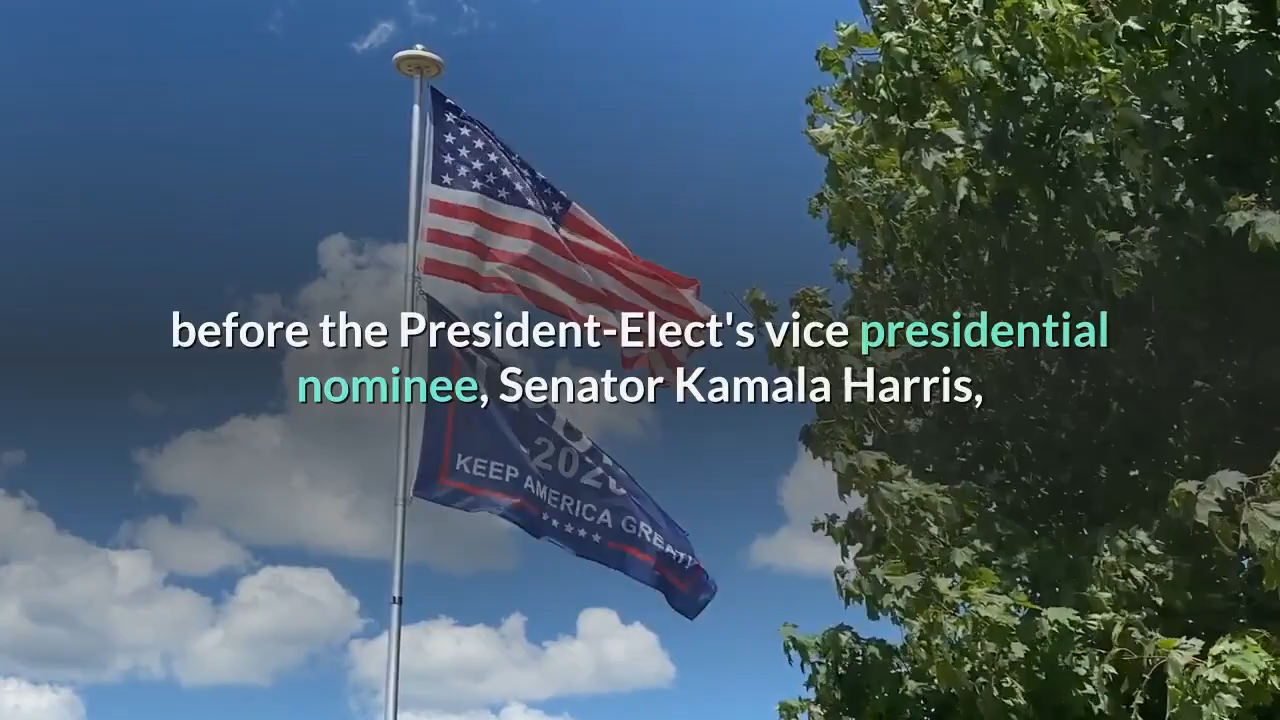 before the President-Elect's vice presidential
nominee, Senator Kamala Harris,
2020
KEEP AMERICA GREAT!